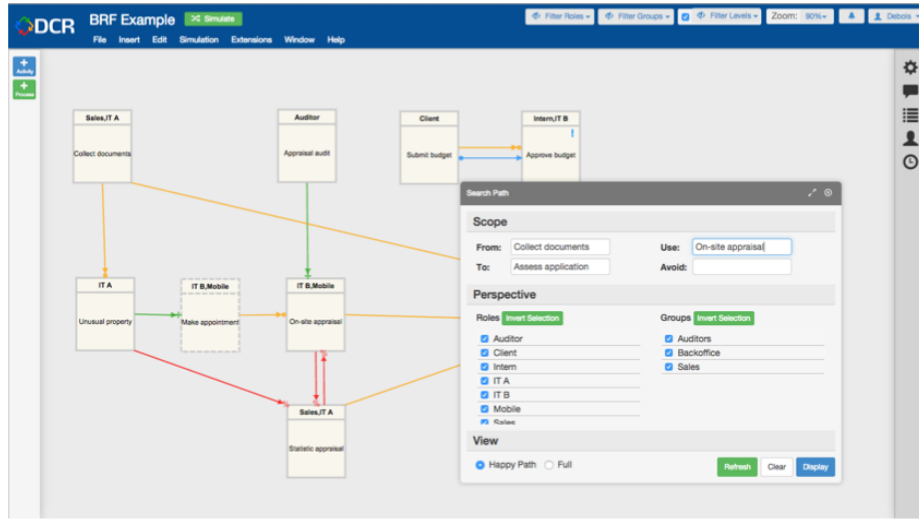 DCR
BRF Example
Simulate
Filter Roles
Filter Groups
Filter Levels
Zoom: 90%
Debois
File Insert Edit Simulation Extensions Window Help
Activity
Process
Sales,IT A
Collect documents
Auditor
Appraisal audit
Client
Submit budget
Intern,IT B
!
Approve budget
IT A
Unusual property
IT B,Mobile
Make appointment
IT B,Mobile
On-site appraisal
Sales,IT A
Statistic appraisal
Search Path
Scope
From: Collect documents Use: On-site appraisal
To: Assess application Avoid:
Perspective
Roles Invert Selection Groups Invert Selection
Auditor Auditors
Client Backoffice
Intern Sales
IT A
IT B
Mobile
Sales
View
Happy Path Full Refresh Clear Display